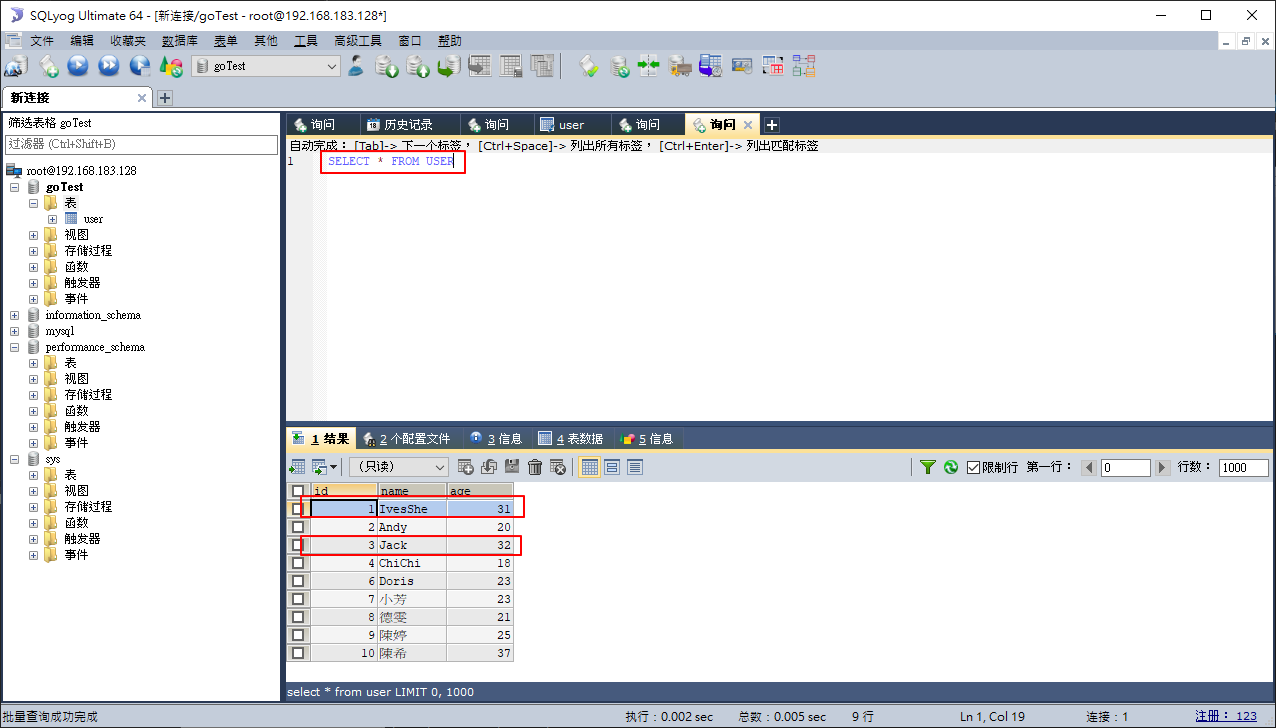 SQLyog Ultimate 64 - [新连接/goTest - root@192.168.183.128*]
文件 编辑 收藏夹 数据库 表单 其他 工具 高级工具 窗口 帮助
goTest
新连接
筛选表格 goTest
过滤器 (Ctrl+Shift+B)
root@192.168.183.128
goTest
表
user
视图
存储过程
函数
触发器
事件
information_schema
mysql
performance_schema
表
视图
存储过程
函数
触发器
事件
sys
表
视图
存储过程
函数
触发器
事件
询问 历史记录 询问 user 询问 询问
自动完成： [Tab]-> 下一个标签， [Ctrl+Space]-> 列出所有标签， [Ctrl+Enter]-> 列出匹配标签
1 SELECT * FROM USER
1 结果 2 个配置文件 3 信息 4 表数据 5 信息
（只读） 限制行 第一行： 0 行数： 1000
id name age
1 IvesShe 31
2 Andy 20
3 Jack 32
4 ChiChi 18
6 Doris 23
7 小芳 23
8 德雯 21
9 陳婷 25
10 陳希 37
select * from user LIMIT 0, 1000
批量查询成功完成 执行：0.002 sec 总数：0.005 sec 9 行 Ln 1, Col 19 连接：1 注册： 123